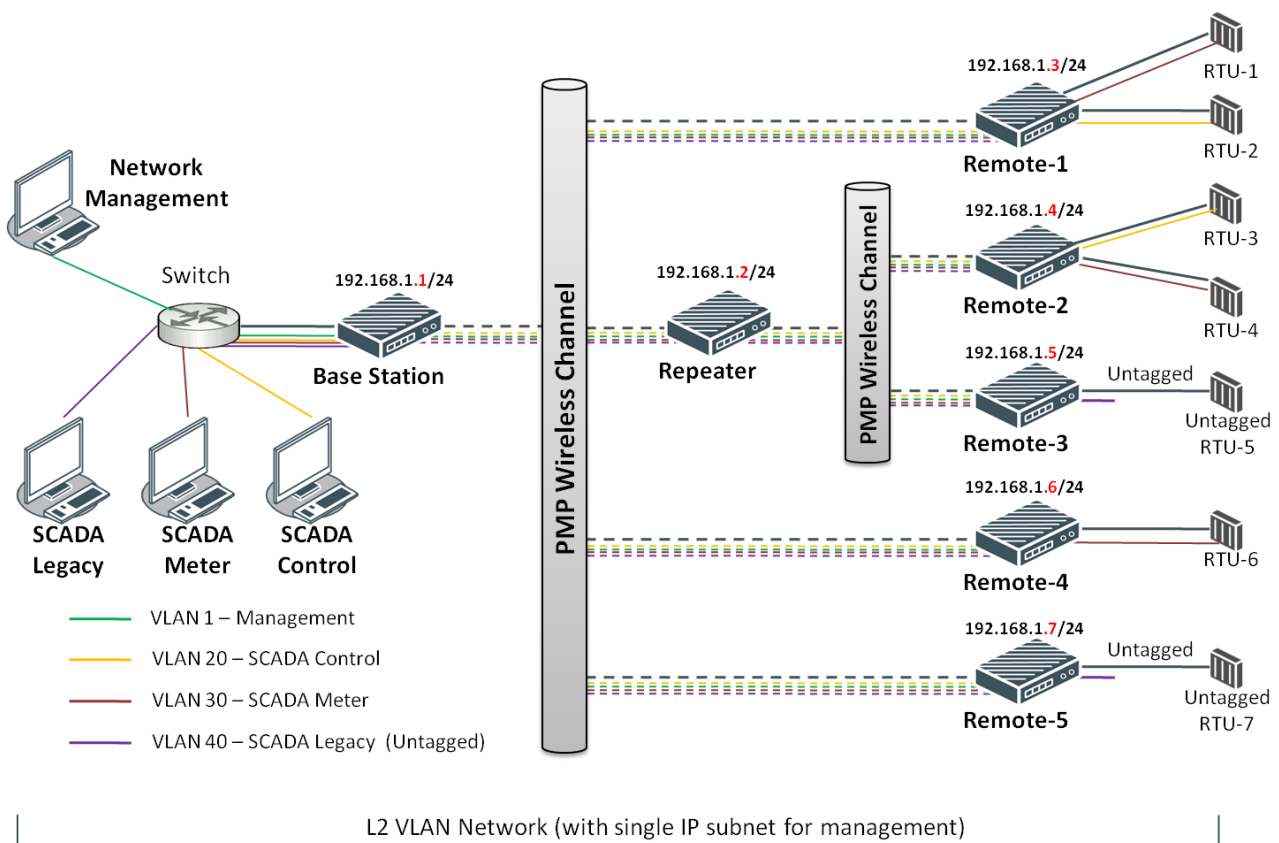 192.168.1.3/24
RTU-1
Remote-1
RTU-2
Network
Management
Switch
192.168.1.1/24
Base Station
PMP Wireless Channel
192.168.1.2/24
Repeater
PMP Wireless Channel
192.168.1.4/24
RTU-3
Remote-2
RTU-4
192.168.1.5/24
Untagged
Remote-3
Untagged
RTU-5
SCADA
Legacy
SCADA
Meter
SCADA
Control
192.168.1.6/24
Remote-4
RTU-6
VLAN 1 – Management
VLAN 20 – SCADA Control
VLAN 30 – SCADA Meter
VLAN 40 – SCADA Legacy (Untagged)
192.168.1.7/24
Untagged
Remote-5
Untagged
RTU-7
L2 VLAN Network (with single IP subnet for management)